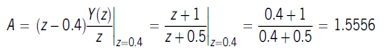 A = (z – 0.4) Y(z)/z |z=0.4 = z + 1/z + 0.5 |z=0.4 = 0.4 + 1/0.4 + 0.5 = 1.5556